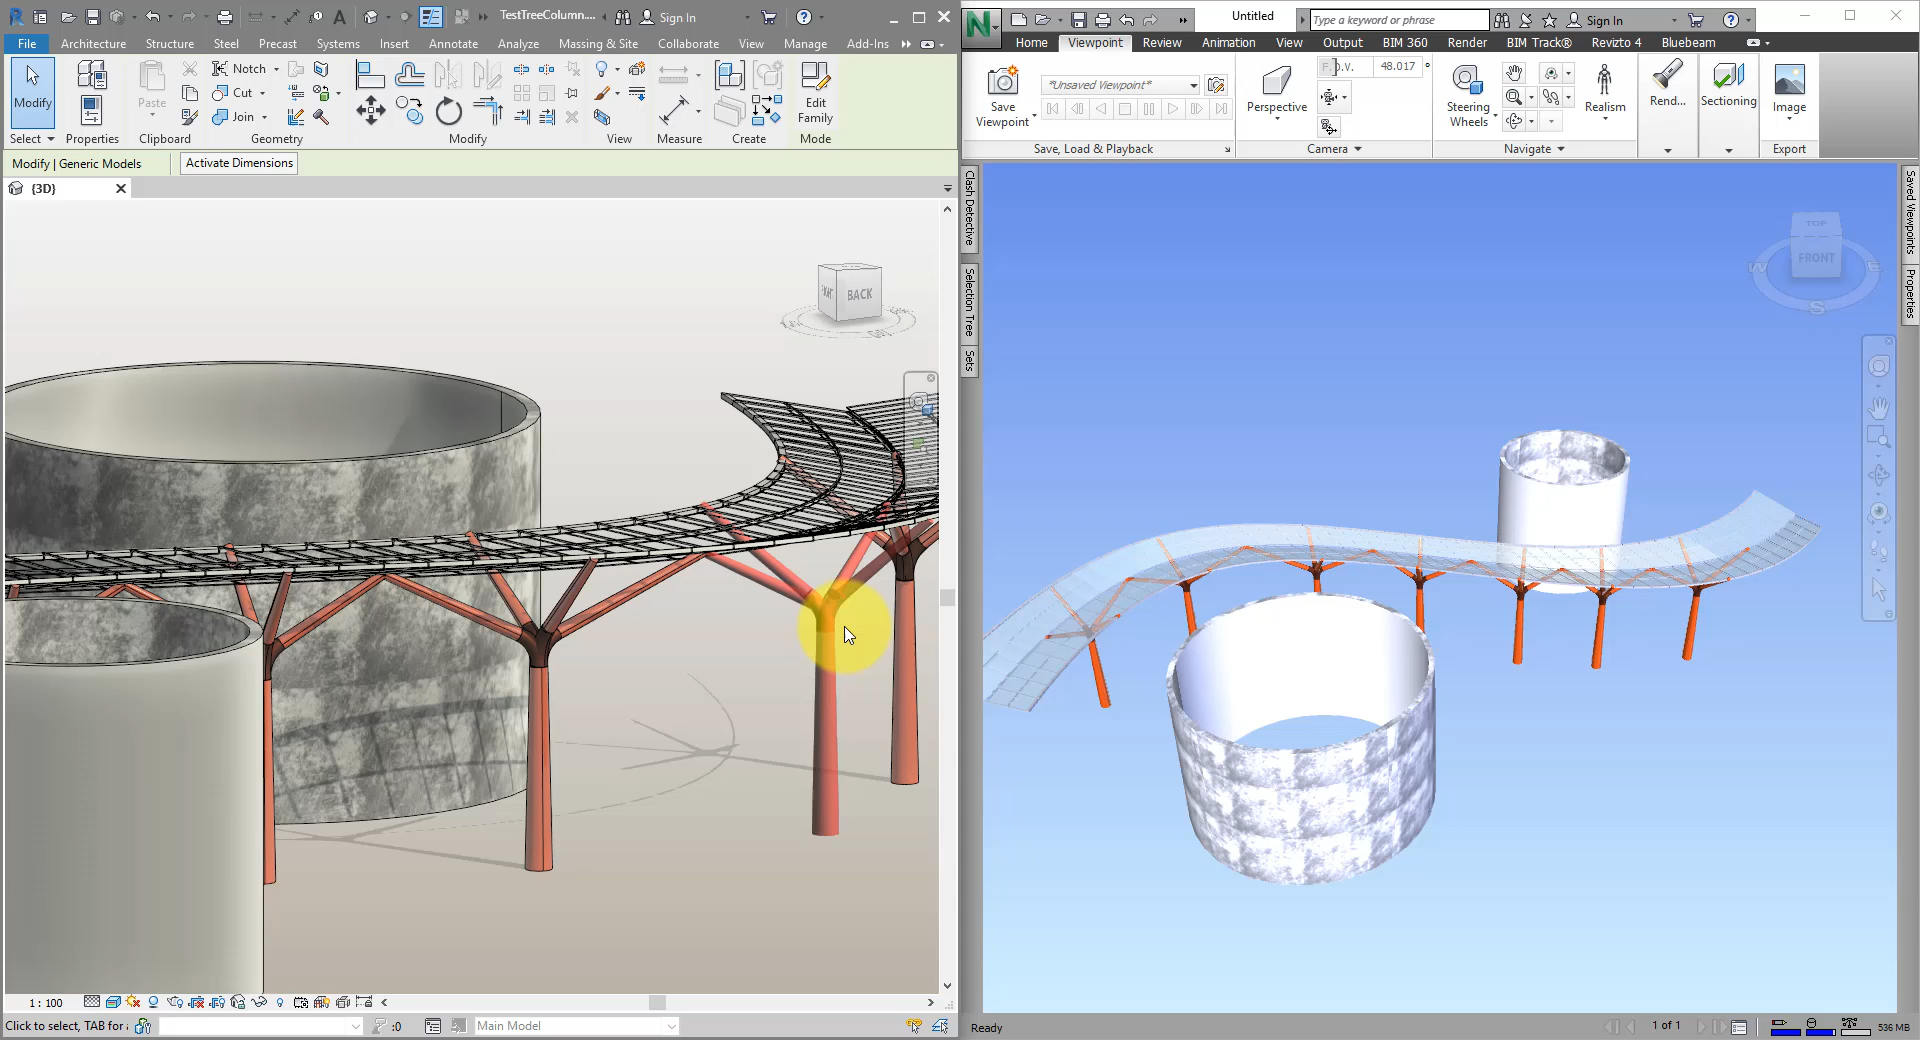 TestTreeColumn....
Sign In
File Architecture Structure Steel Precast Systems Insert Annotate Analyze Massing & Site Collaborate View Manage Add-Ins
Modify
Select
Properties
Paste
Clipboard
Notch
Cut
Join
Geometry
Modify
View
Measure
Create
Edit
Family
Mode
Modify | Generic Models
Activate Dimensions
{3D}
BACK
1 : 100
Click to select, TAB for
:0
Main Model
Untitled
Type a keyword or phrase
Sign In
Home Viewpoint Review Animation View Output BIM 360 Render BIM Track® Revizto 4 Bluebeam
Save
Viewpoint
*Unsaved Viewpoint*
Save, Load & Playback
Perspective
F.O.V. 48.017 °
Camera
Steering
Wheels
Realism
Navigate
Rend...
Sectioning
Image
Export
Clash Detective
Selection Tree
Sets
Saved Viewpoints
Properties
TOP
FRONT
W
E
S
Ready
1 of 1
536 MB